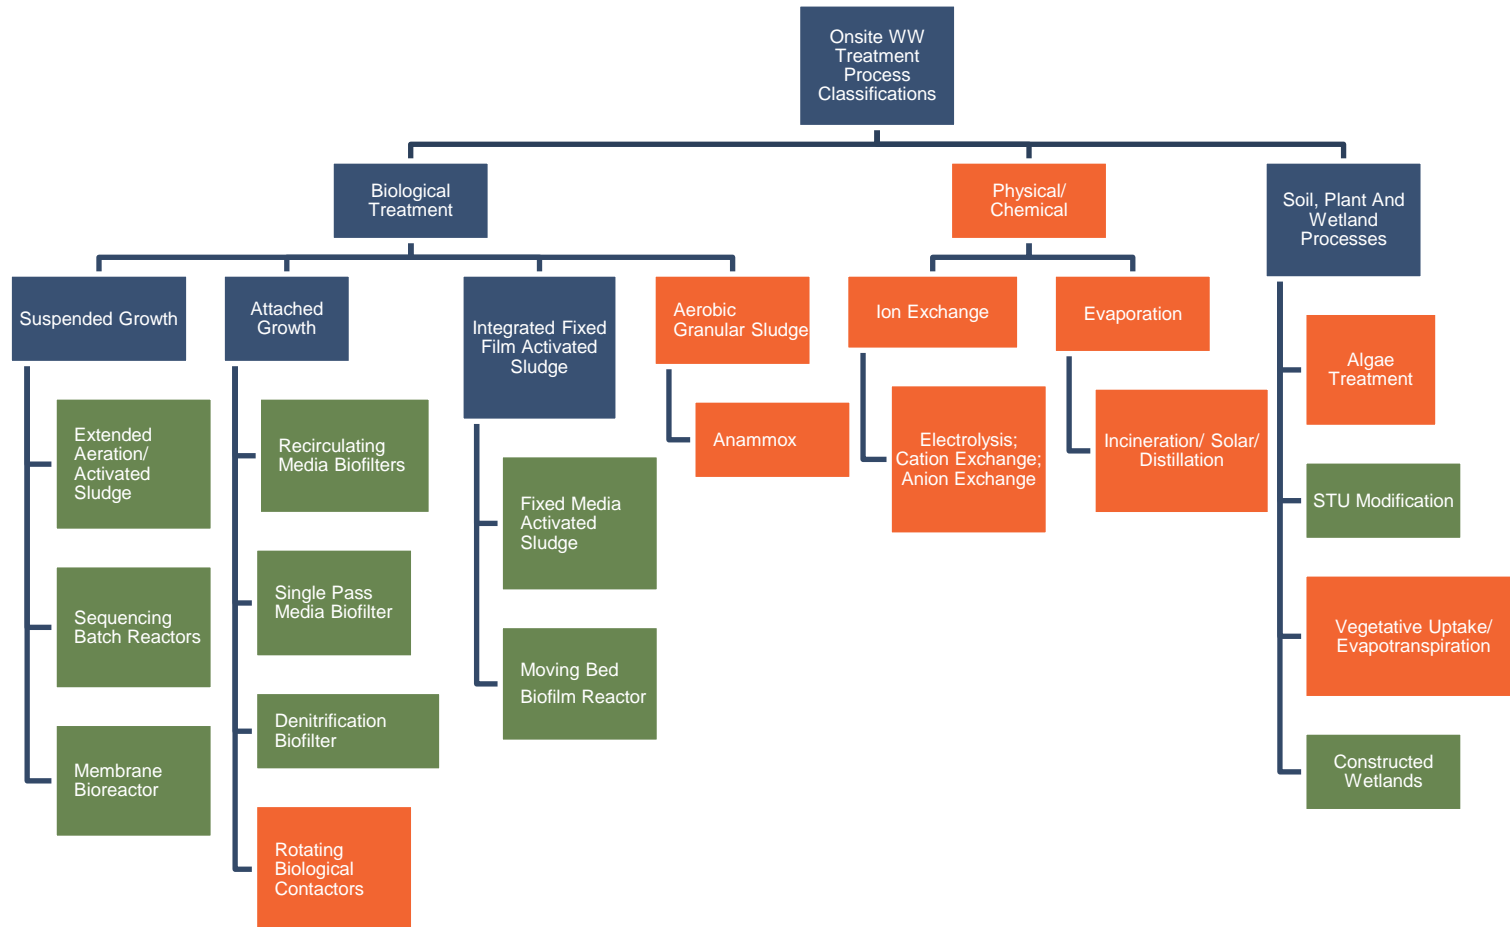 Onsite WW
Treatment
Process
Classifications
Biological
Treatment
Physical/
Chemical
Soil, Plant And
Wetland
Processes
Suspended Growth
Attached
Growth
Integrated Fixed
Film Activated
Sludge
Aerobic
Granular Sludge
Ion Exchange
Evaporation
Extended
Aeration/
Activated
Sludge
Sequencing
Batch Reactors
Membrane
Bioreactor
Recirculating
Media Biofilters
Single Pass
Media Biofilter
Denitrification
Biofilter
Rotating
Biological
Contactors
Fixed Media
Activated
Sludge
Moving Bed
Biofilm Reactor
Anammox
Electrolysis;
Cation Exchange;
Anion Exchange
Incineration/ Solar/
Distillation
Algae
Treatment
STU Modification
Vegetative Uptake/
Evapotranspiration
Constructed
Wetlands